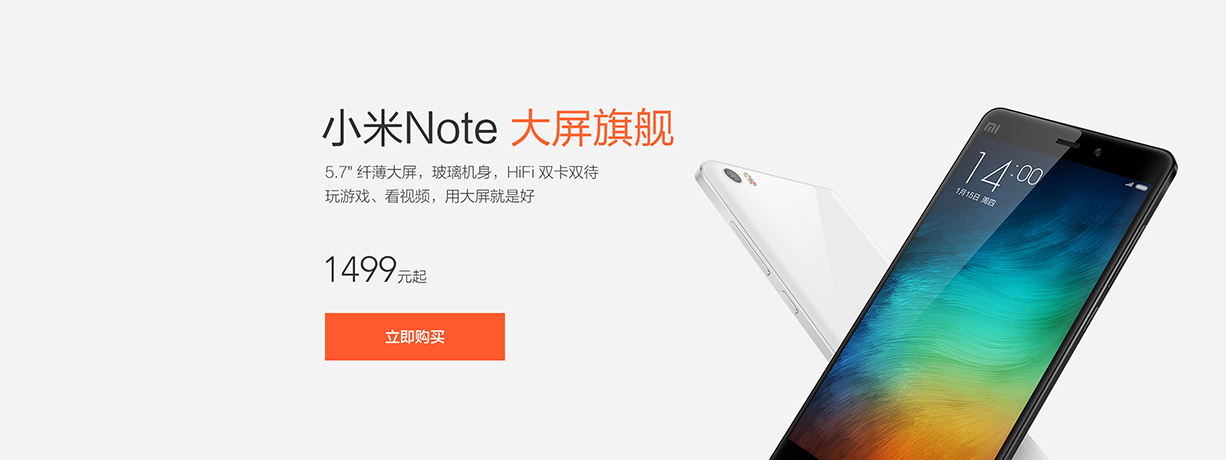 小米Note 大屏旗舰
5.7" 纤薄大屏，玻璃机身，HiFi 双卡双待
玩游戏、看视频，用大屏就是好
1499元起
立即购买
mi
14:00
1月15日 周四